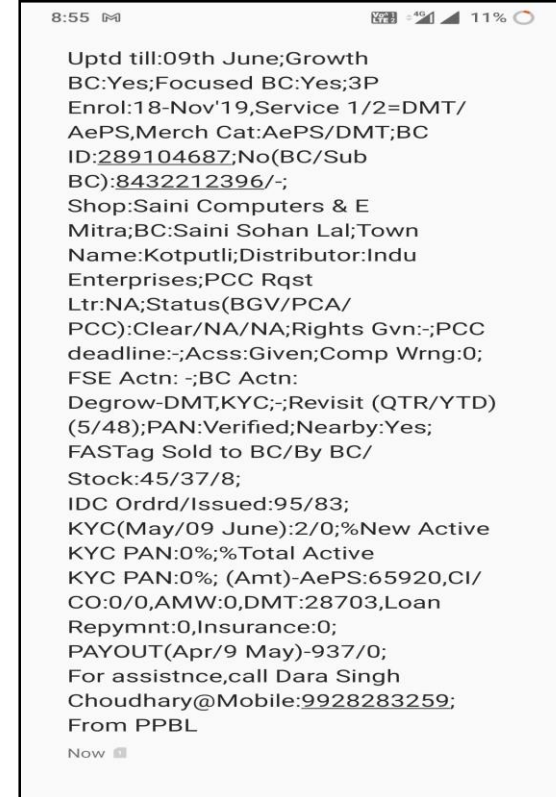 8:55
4G 11%
Uptd till:09th June;Growth
BC:Yes;Focused BC:Yes;3P
Enrol:18-Nov'19,Service 1/2=DMT/
AePS,Merch Cat:AePS/DMT;BC
ID:289104687;No(BC/Sub
BC):8432212396/-;
Shop:Saini Computers & E
Mitra;BC:Saini Sohan Lal;Town
Name:Kotputli;Distributor:Indu
Enterprises;PCC Rqst
Ltr:NA;Status(BGV/PCA/
PCC):Clear/NA/NA;Rights Gvn:-;PCC
deadline:-;Acss:Given;Comp Wrng:0;
FSE Actn: -;BC Actn:
Degrow-DMT,KYC;-;Revisit (QTR/YTD)
(5/48);PAN:Verified;Nearby:Yes;
FASTag Sold to BC/By BC/
Stock:45/37/8;
IDC Ordrd/Issued:95/83;
KYC(May/09 June):2/0;%New Active
KYC PAN:0%;%Total Active
KYC PAN:0%; (Amt)-AePS:65920,CI/
CO:0/0,AMW:0,DMT:28703,Loan
Repymnt:0,Insurance:0;
PAYOUT(Apr/9 May)-937/0;
For assistnce,call Dara Singh
Choudhary@Mobile:9928283259;
From PPBL
Now